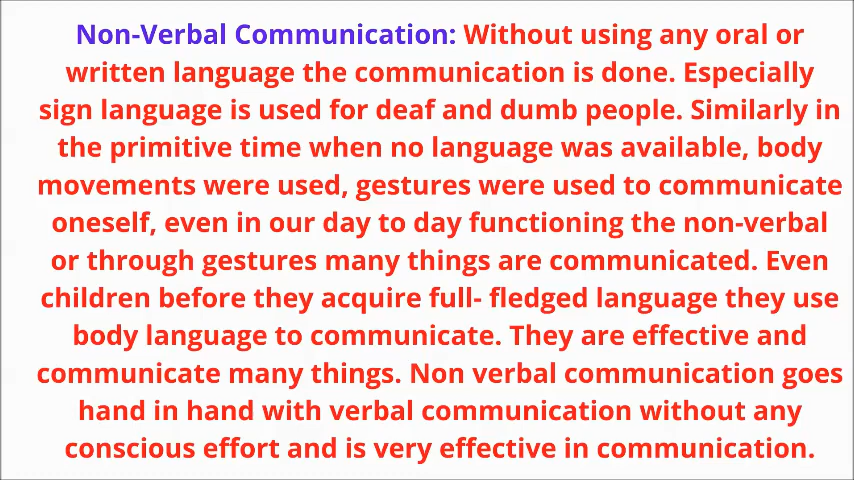 Non-Verbal Communication: Without using any oral or
written language the communication is done. Especially
sign language is used for deaf and dumb people. Similarly in
the primitive time when no language was available, body
movements were used, gestures were used to communicate
oneself, even in our day to day functioning the non-verbal
or through gestures many things are communicated. Even
children before they acquire full- fledged language they use
body language to communicate. They are effective and
communicate many things. Non verbal communication goes
hand in hand with verbal communication without any
conscious effort and is very effective in communication.